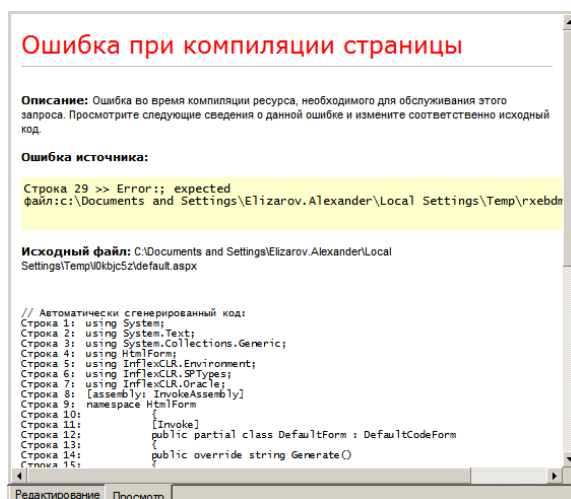 Ошибка при компиляции страницы
Описание: Ошибка во время компиляции ресурса, необходимого для обслуживания этого
запроса. Просмотрите следующие сведения о данной ошибке и измените соответственно исходный
код.
Ошибка источника:
Строка 29 >> Error:; expected
файл:c:\Documents and Settings\Elizarov.Alexander\Local Settings\Temp\rxebdm
Исходный файл: C:\Documents and Settings\Elizarov.Alexander\Local
Settings\Temp\l0kbjc5z\default.aspx
// Автоматически сгенерированный код:
Строка 1: using System;
Строка 2: using System.Text;
Строка 3: using System.Collections.Generic;
Строка 4: using HtmlForm;
Строка 5: using InflexCLR.Environment;
Строка 6: using InflexCLR.SPTypes;
Строка 7: using InflexCLR.Oracle;
Строка 8: [assembly: InvokeAssembly]
Строка 9: namespace HtmlForm
Строка 10: {
Строка 11: [Invoke]
Строка 12: public partial class DefaultForm : DefaultCodeForm
Строка 13: {
Строка 14: public override string Generate()
Строка 15: {
Редактирование Просмотр